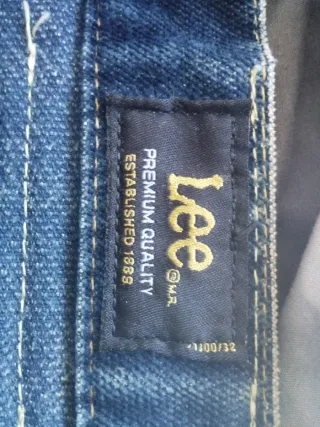 Lee ® M.R.
PREMIUM QUALITY
ESTABLISHED 1889